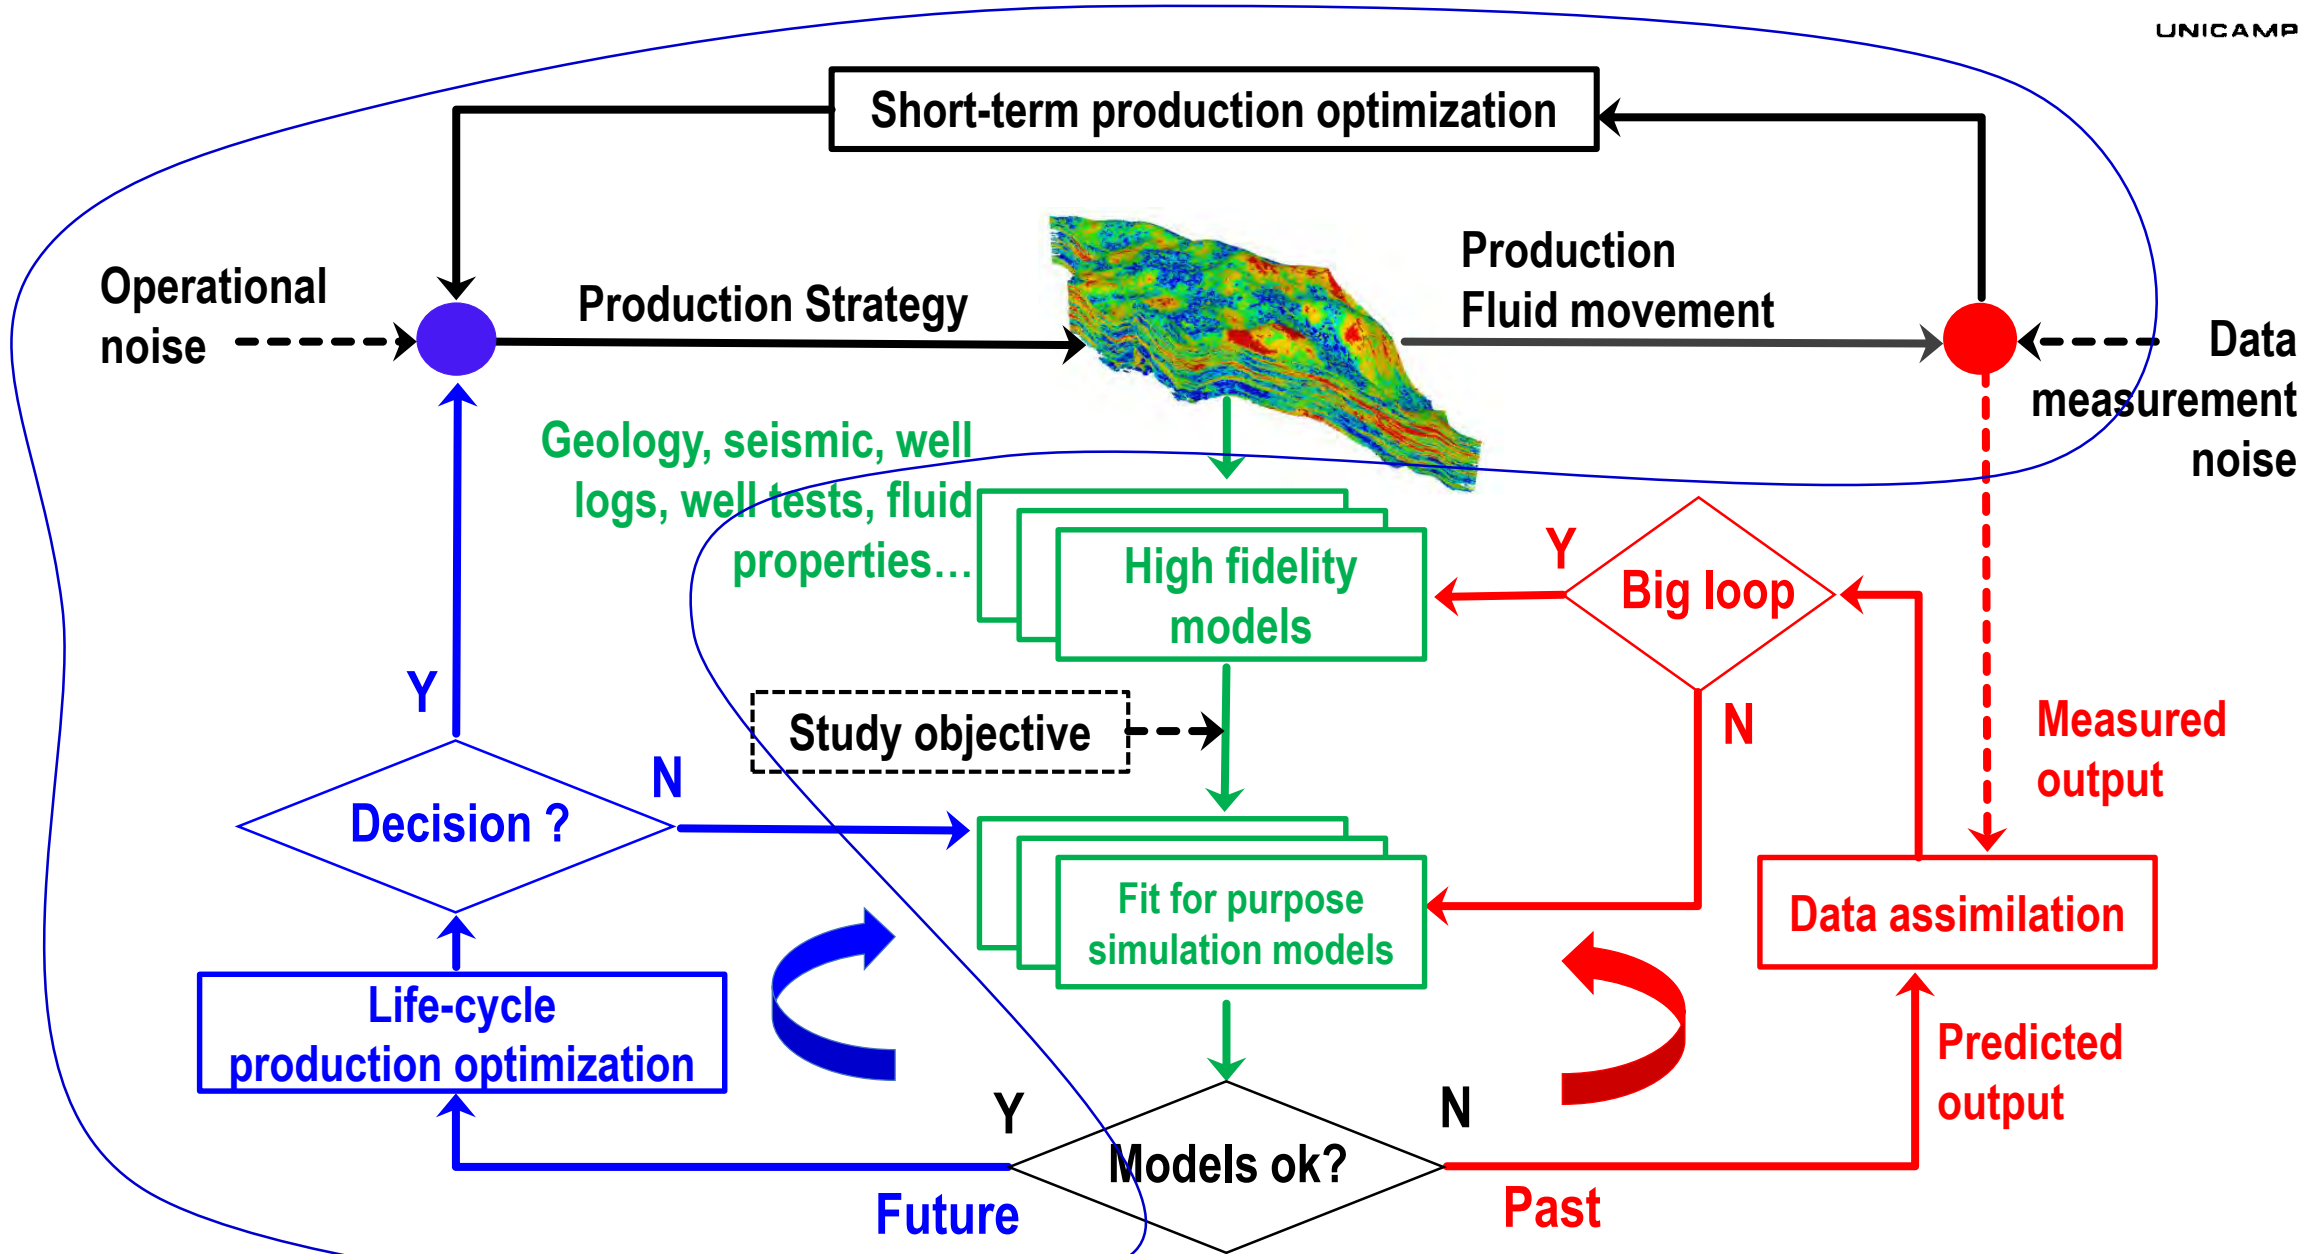 UNICAMP
Short-term production optimization
Operational
noise
Production Strategy
Production
Fluid movement
Data
measurement
noise
Geology, seismic, well
logs, well tests, fluid
properties…
High fidelity
models
Y
Big loop
N
Study objective
Measured
output
Y
Decision ?
N
Fit for purpose
simulation models
Data assimilation
Life-cycle
production optimization
Predicted
output
Y
Models ok?
N
Future
Past